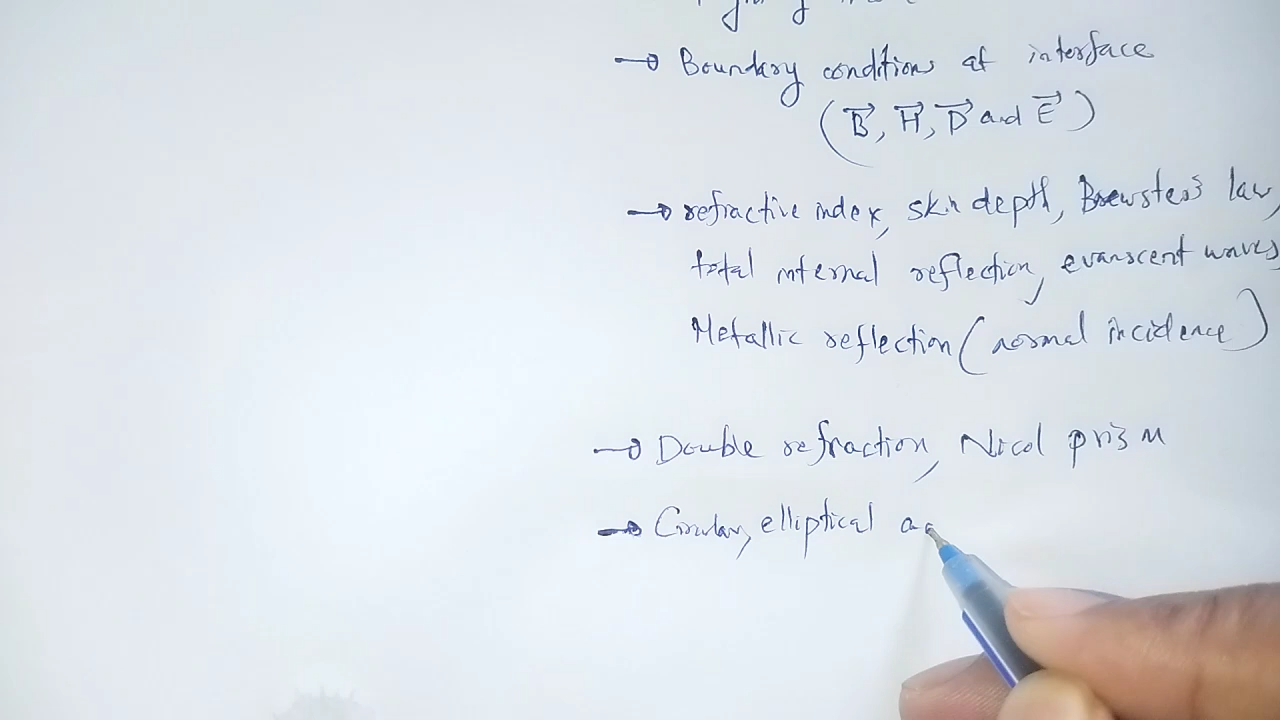 → Boundary conditions at interface
(B⃗, H⃗, D⃗ and E⃗)
→ refractive index, skin depth, Brewster's law,
total internal reflection, evanscent waves
Metallic reflection (normal incidence)
→ Double refraction, Nicol prism
→ Circular, elliptical